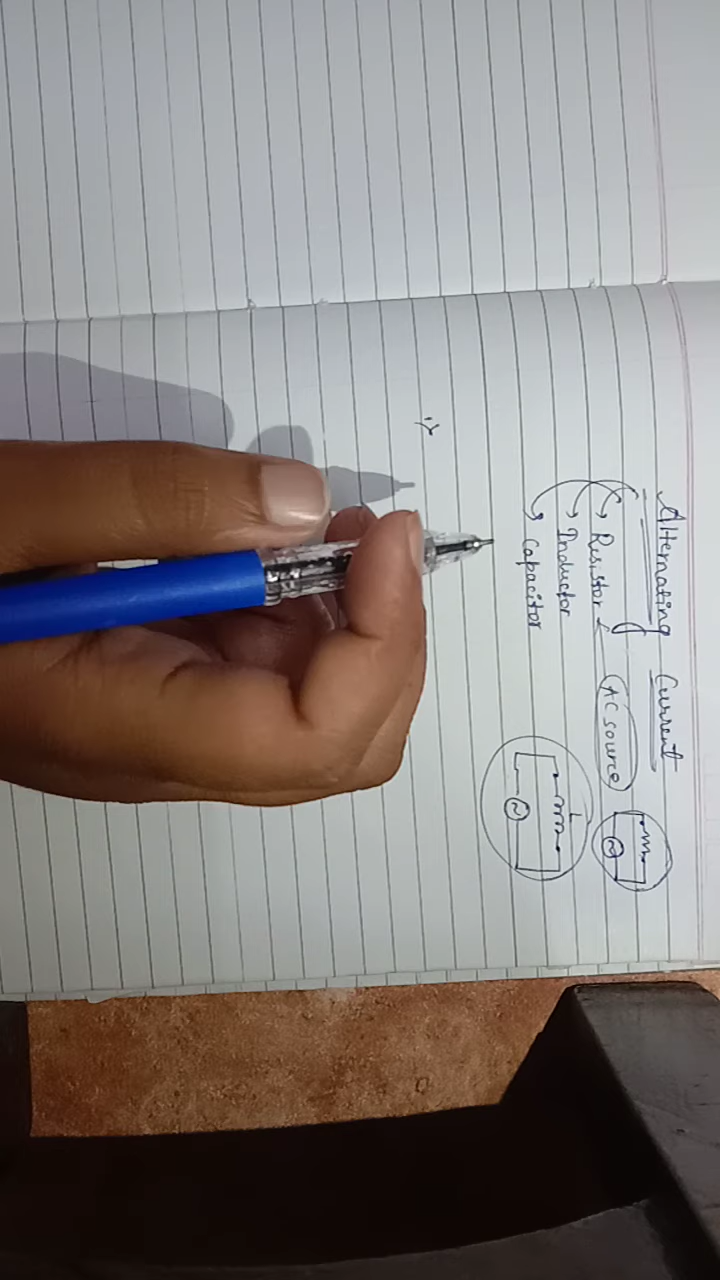 Alternating Current
AC source
Resistor
Inductor
L
Capacitor